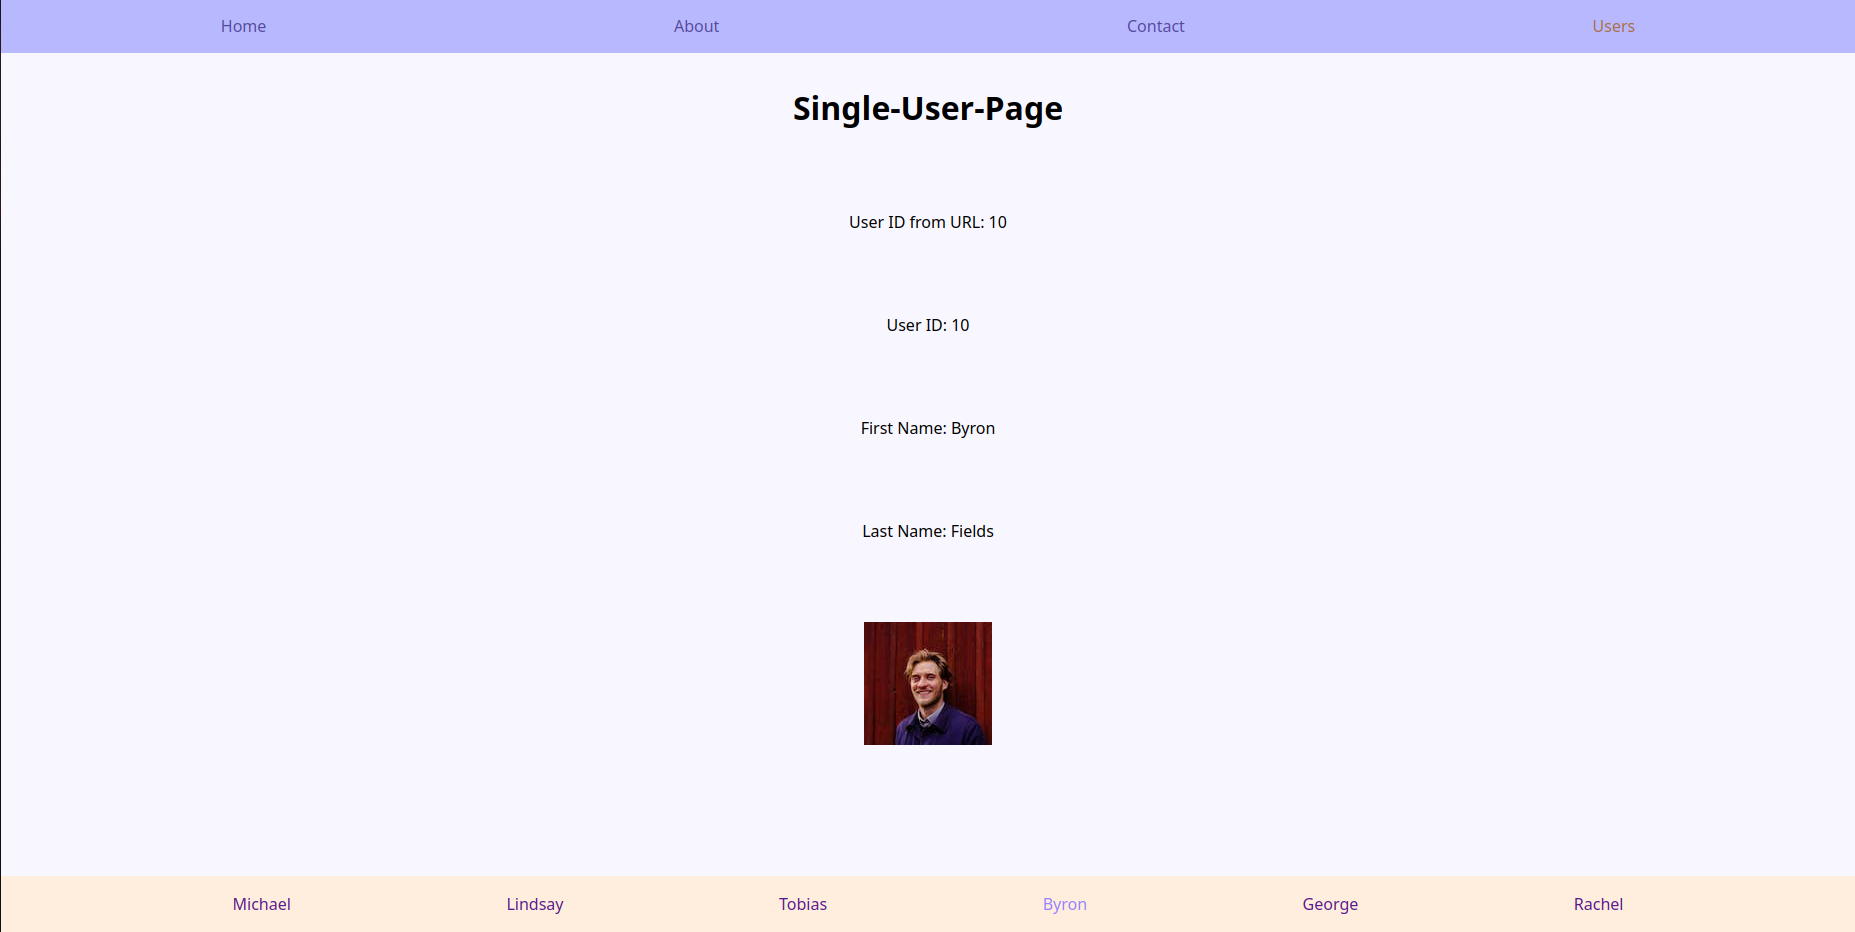 Home About Contact Users
Single-User-Page
User ID from URL: 10
User ID: 10
First Name: Byron
Last Name: Fields
Michael Lindsay Tobias Byron George Rachel